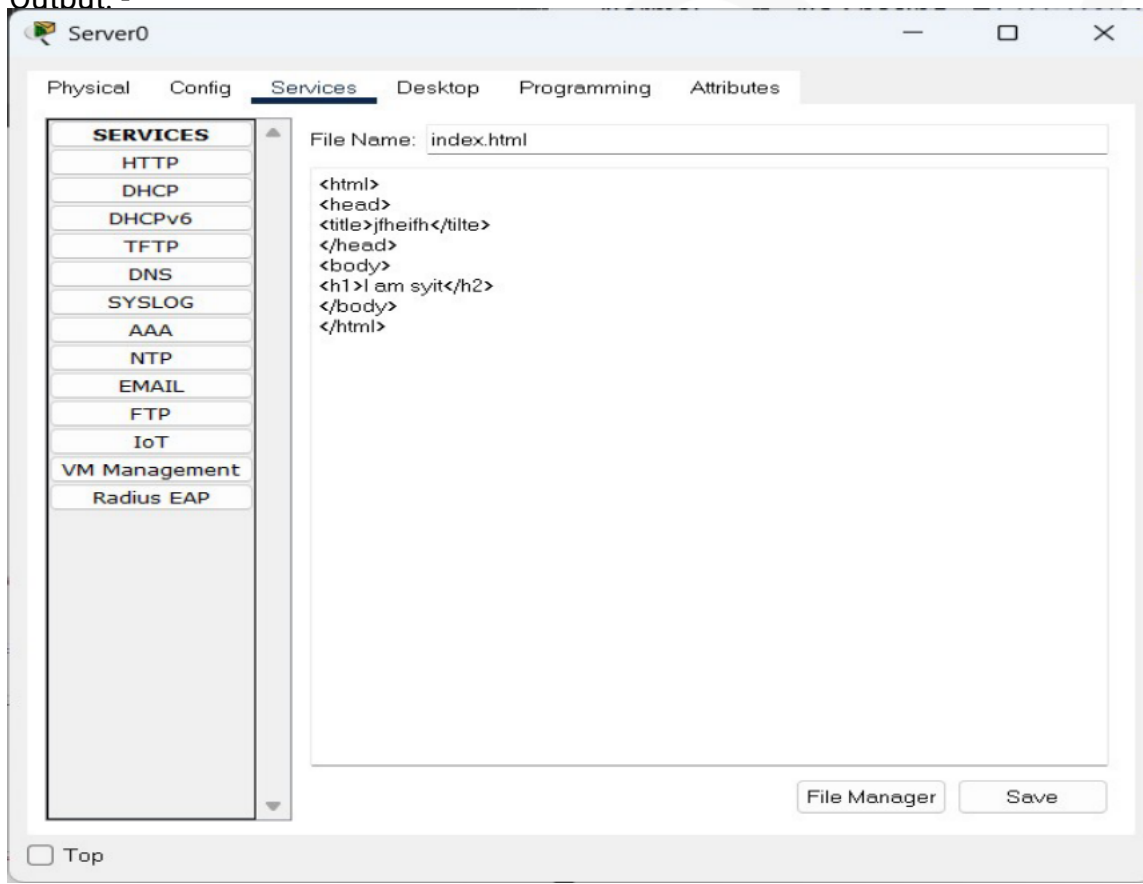 Output: -
Server0
Physical Config Services Desktop Programming Attributes
SERVICES
HTTP
DHCP
DHCPv6
TFTP
DNS
SYSLOG
AAA
NTP
EMAIL
FTP
IoT
VM Management
Radius EAP
File Name: index.html
<html>
<head>
<title>jfheifh</tilte>
</head>
<body>
<h1>I am syit</h2>
</body>
</html>
File Manager Save
Top